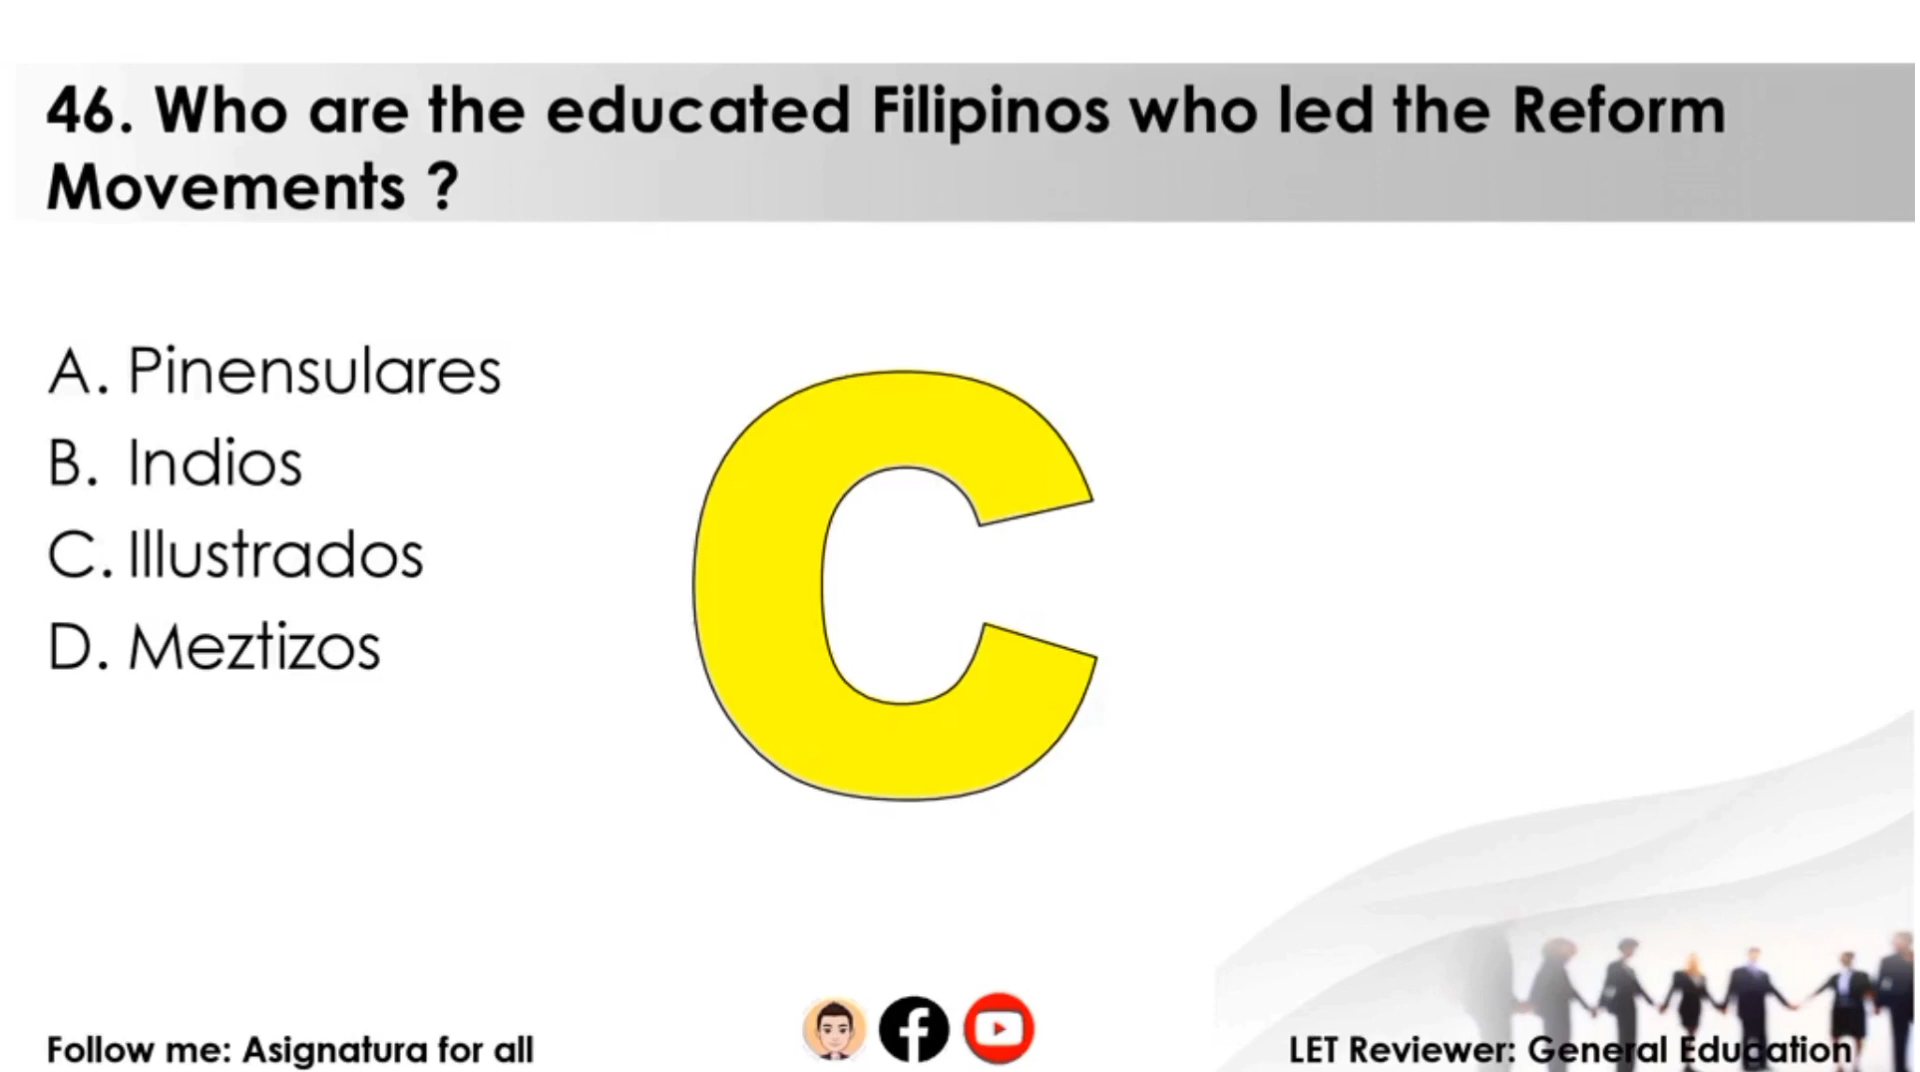 46. Who are the educated Filipinos who led the Reform
Movements ?
A. Pinensulares
B. Indios
C. Illustrados
D. Meztizos
C
Follow me: Asignatura for all
LET Reviewer: General Education